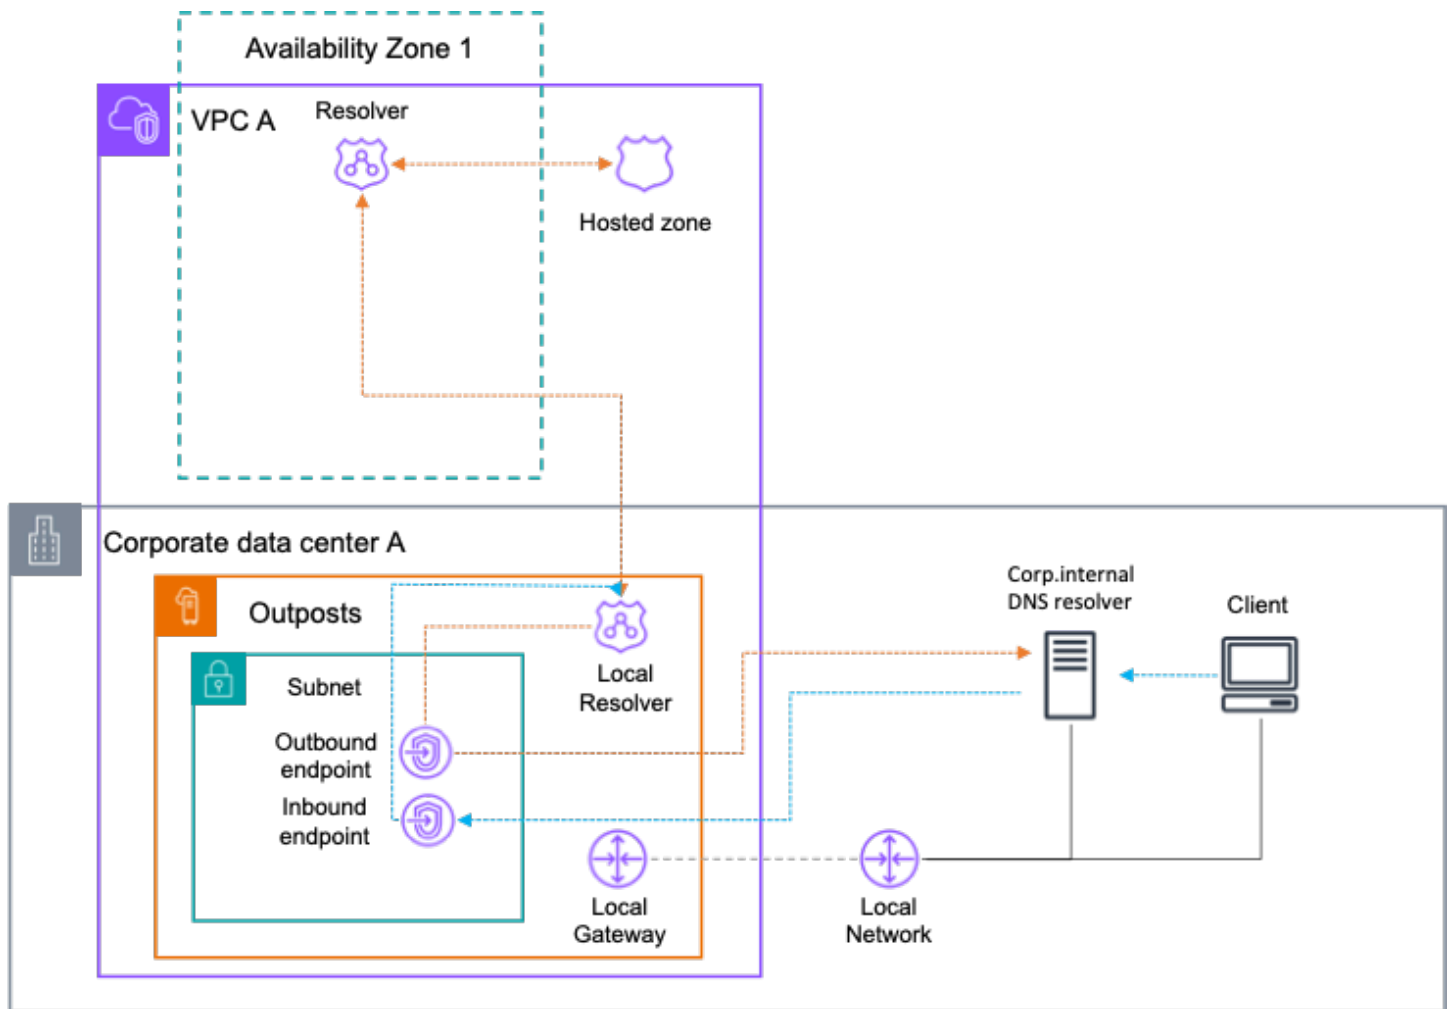 Availability Zone 1
VPC A
Resolver
Hosted zone
Corporate data center A
Outposts
Subnet
Local
Resolver
Outbound
endpoint
Inbound
endpoint
Local
Gateway
Local
Network
Corp.internal
DNS resolver
Client